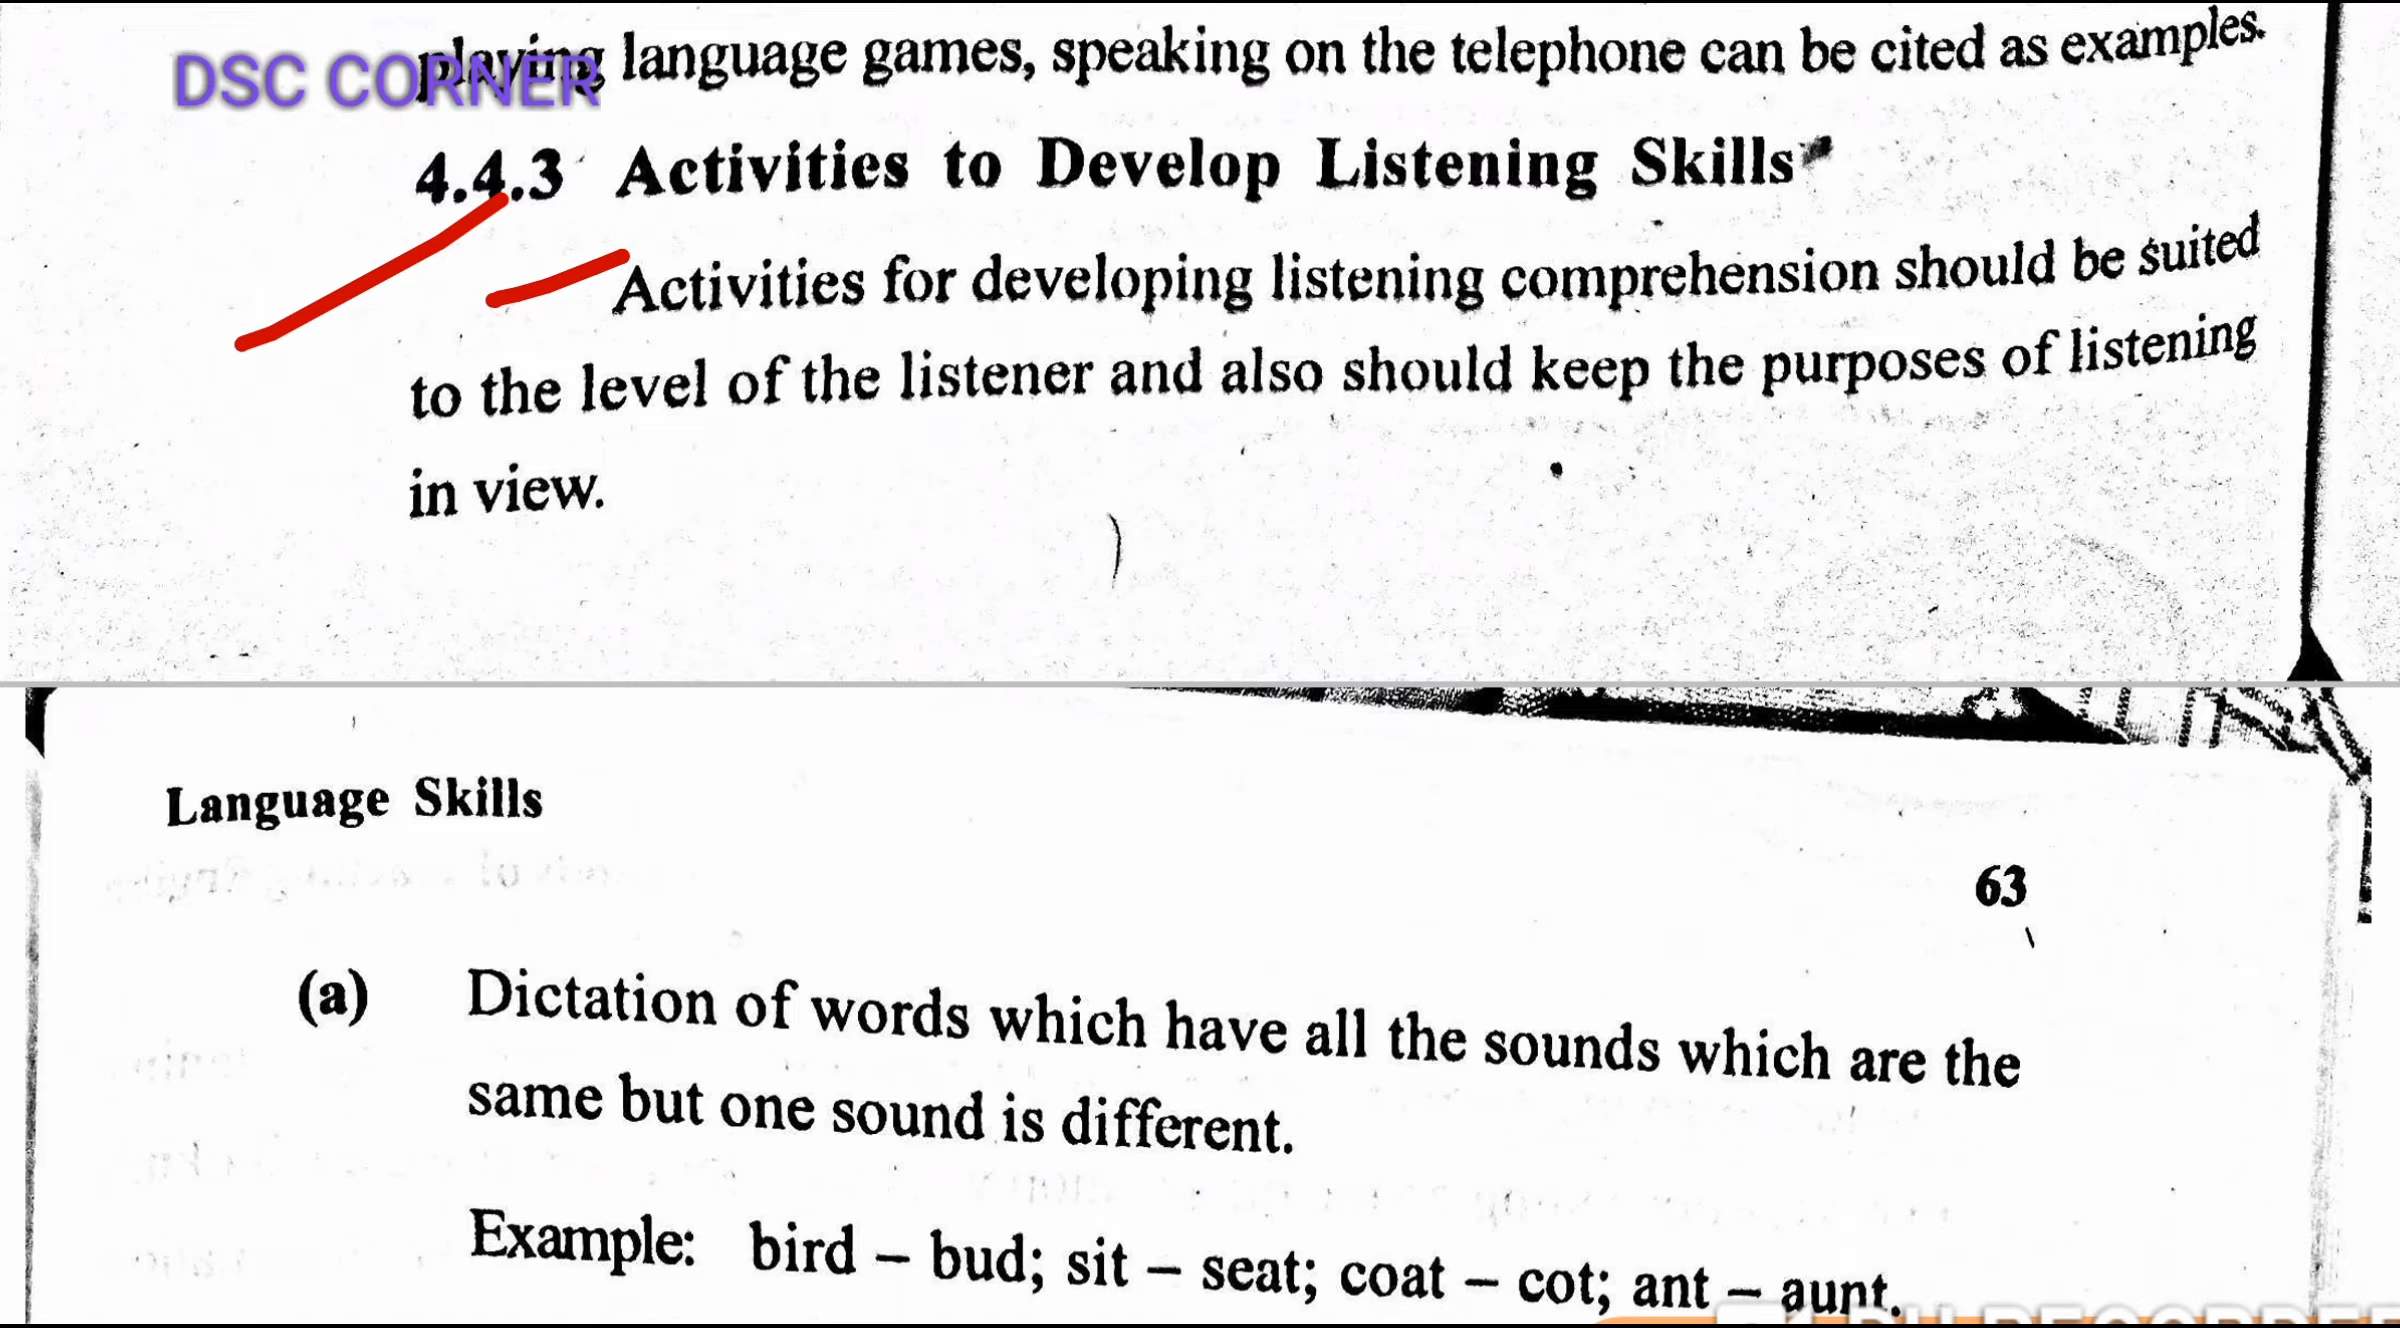 playing language games, speaking on the telephone can be cited as examples.
DSC CORNER
4.4.3 Activities to Develop Listening Skills
Activities for developing listening comprehension should be suited
to the level of the listener and also should keep the purposes of listening
in view.
Language Skills
63
(a) Dictation of words which have all the sounds which are the
same but one sound is different.
Example: bird – bud; sit – seat; coat – cot; ant – aunt.